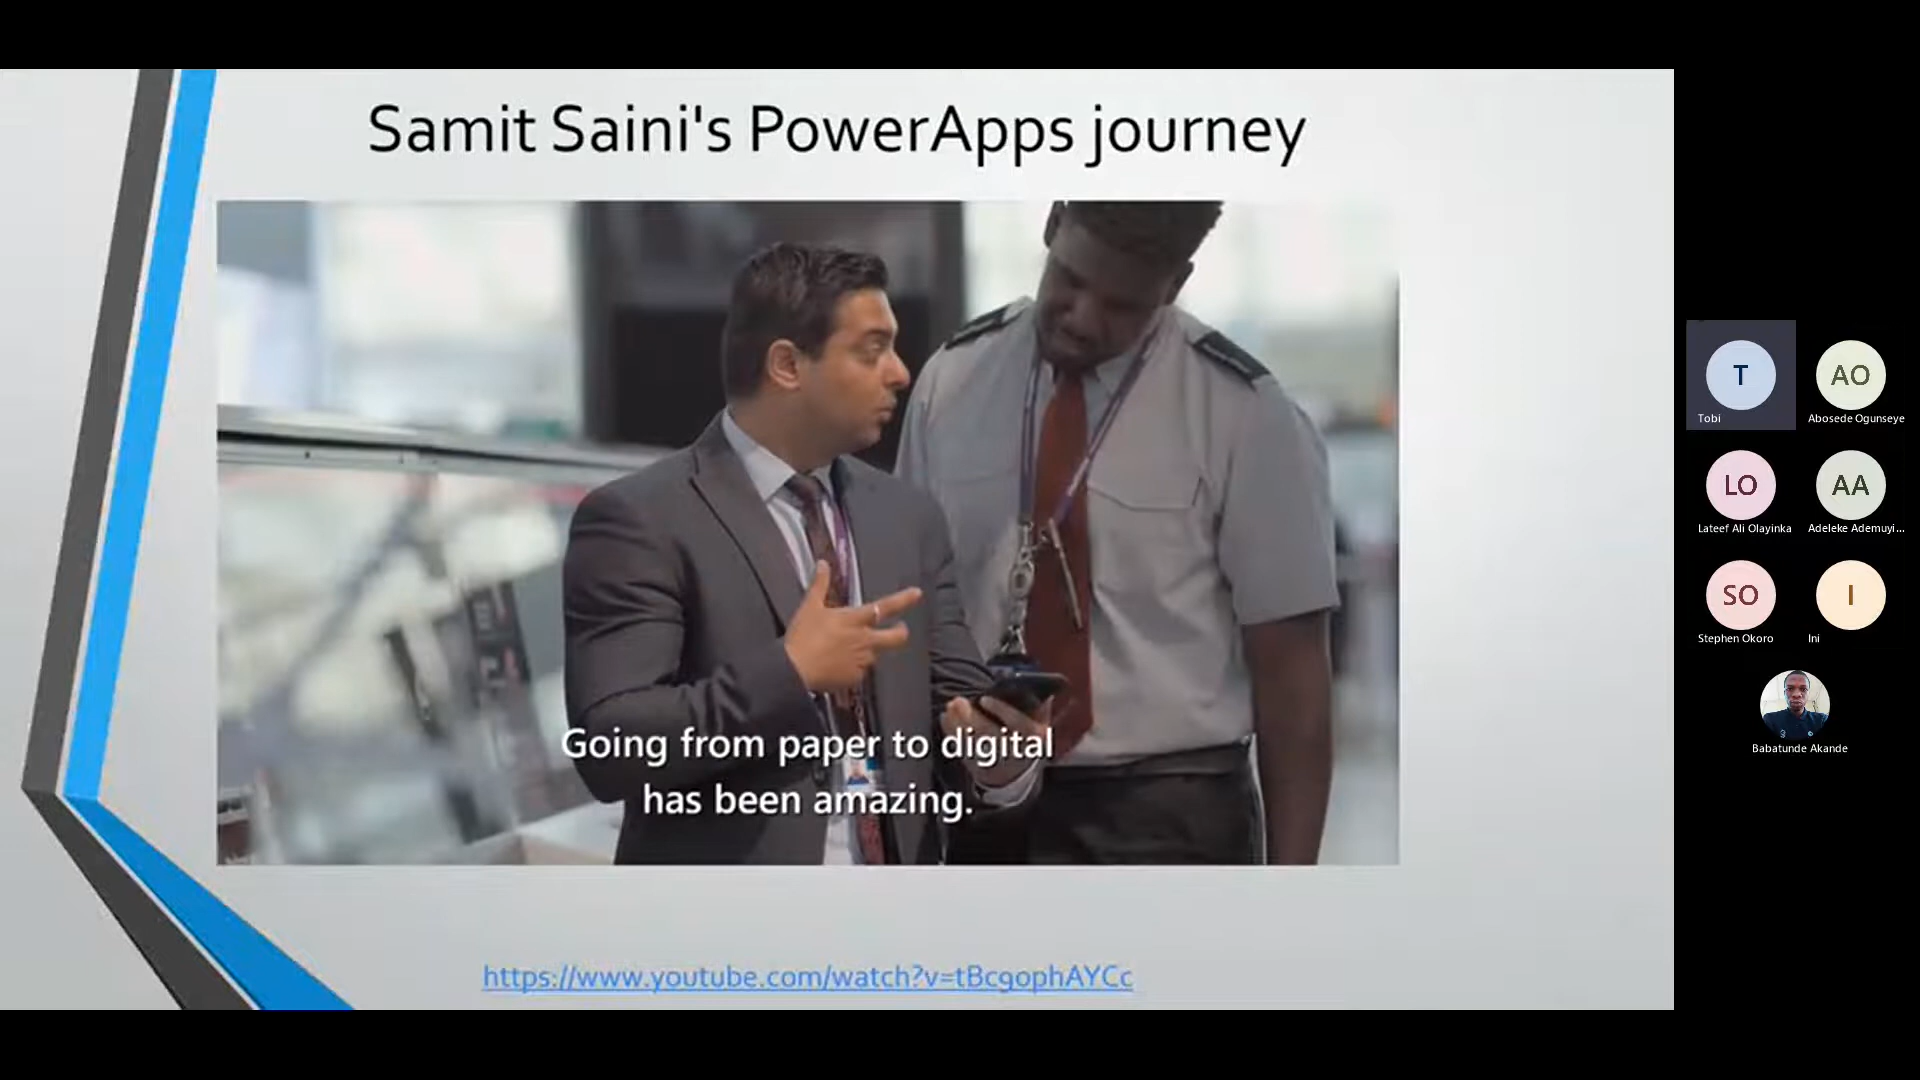 Samit Saini's PowerApps journey
Going from paper to digital
has been amazing.
https://www.youtube.com/watch?v=tBcgophAYCc
T
Tobi
AO
Abosede Ogunseye
LO
Lateef Ali Olayinka
AA
Adeleke Ademuyi...
SO
Stephen Okoro
I
Ini
Babatunde Akande